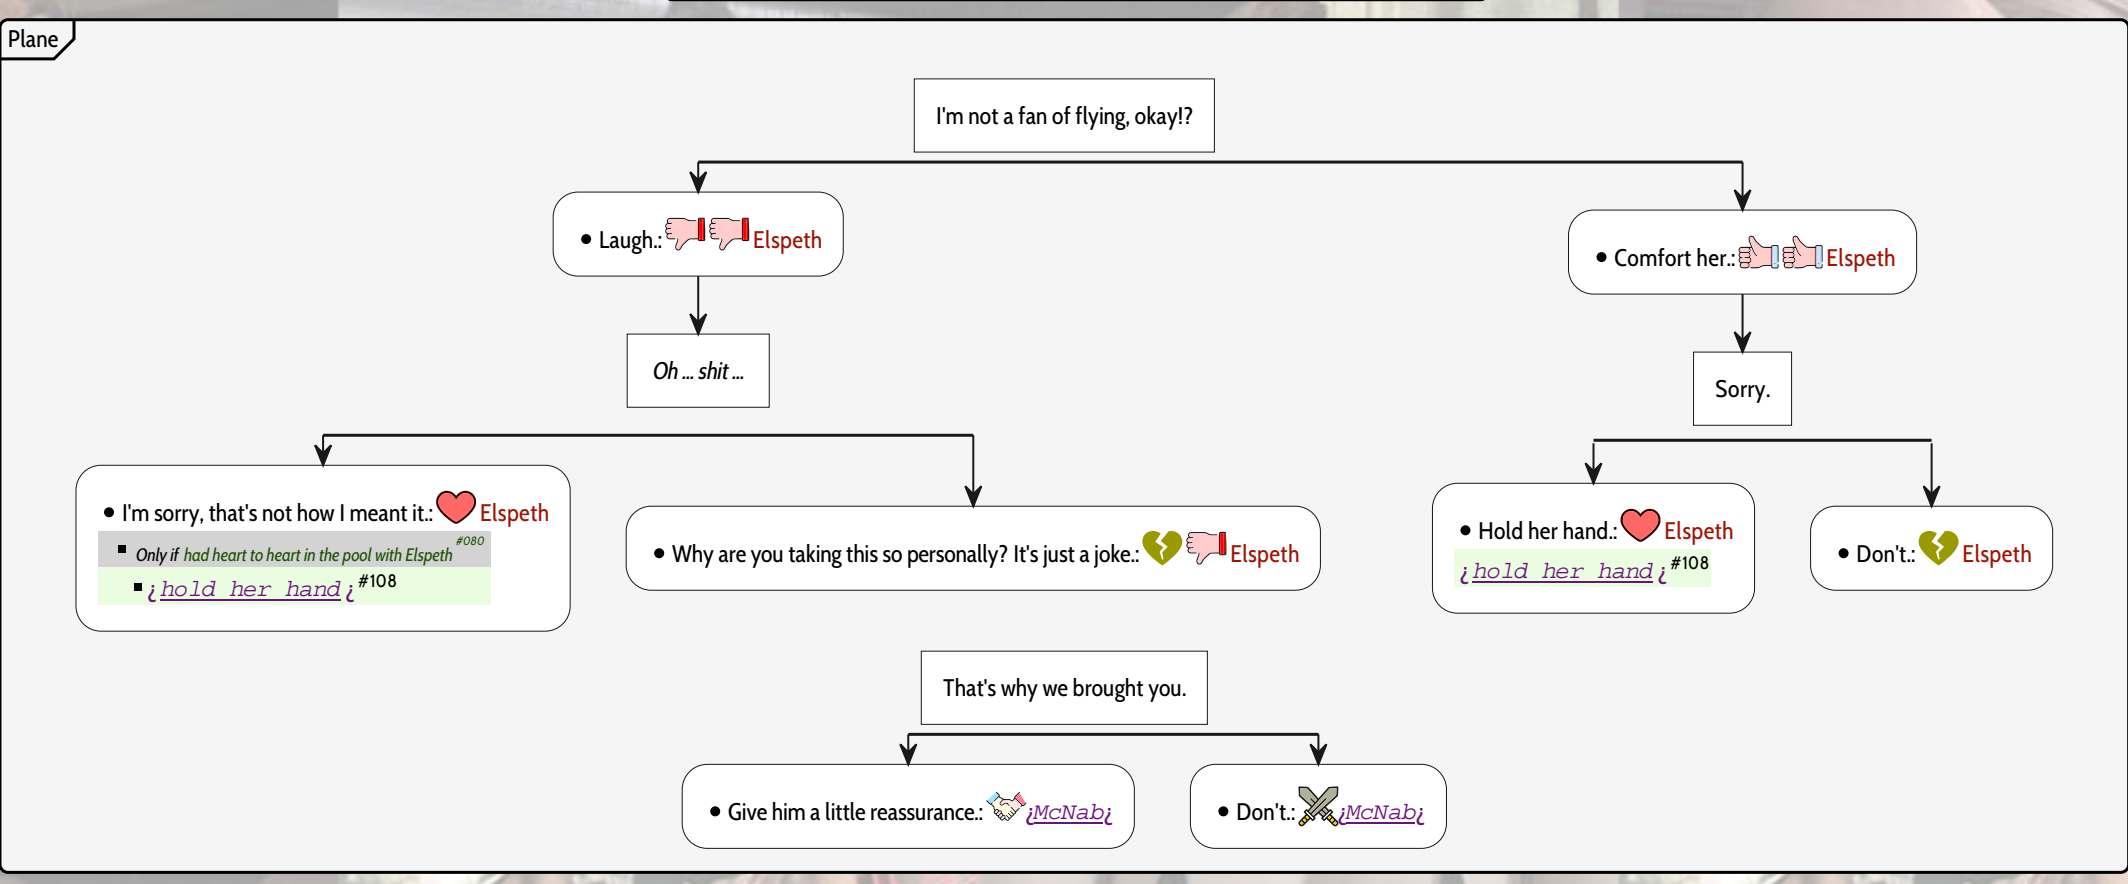 Plane
I'm not a fan of flying, okay!?
• Laugh.: Elspeth
• Comfort her.: Elspeth
Oh ... shit ...
Sorry.
• I'm sorry, that's not how I meant it.: Elspeth
▪ Only if had heart to heart in the pool with Elspeth #080
▪ ¿hold her hand¿ #108
• Why are you taking this so personally? It's just a joke.: Elspeth
• Hold her hand.: Elspeth
¿hold her hand¿ #108
• Don't.: Elspeth
That's why we brought you.
• Give him a little reassurance.: ¿McNab¿
• Don't.: ¿McNab¿